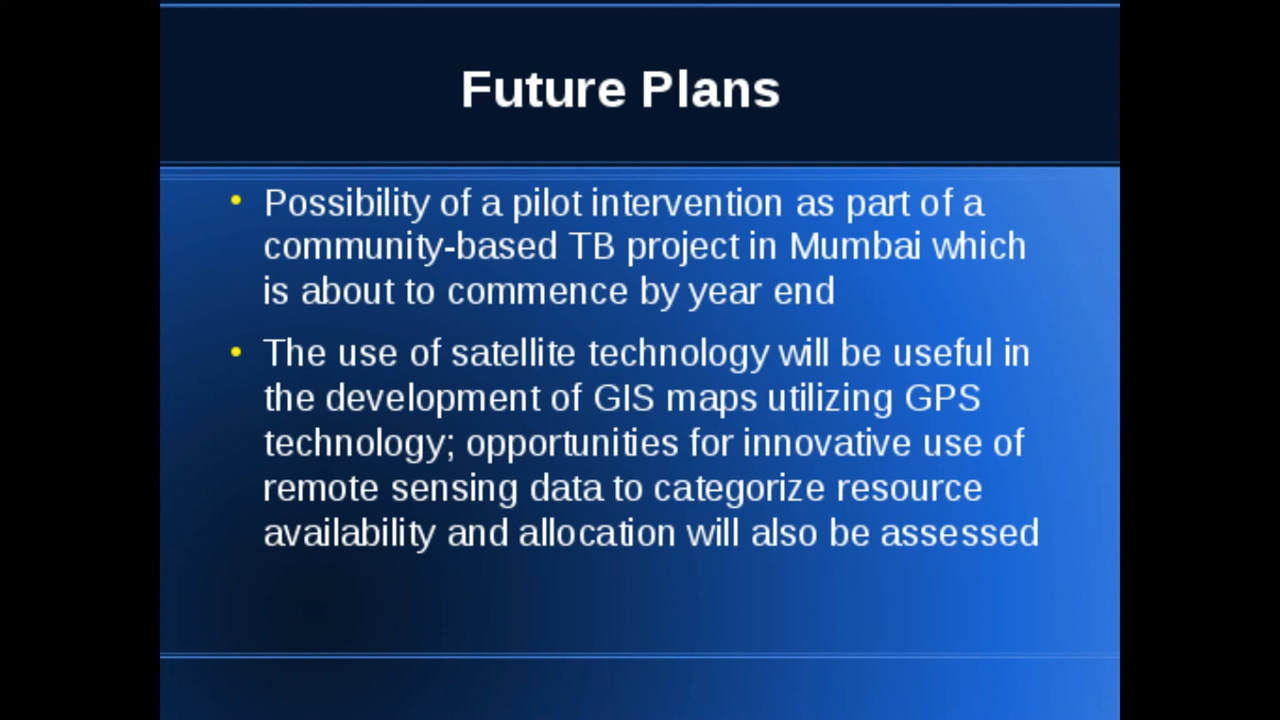 Future Plans
• Possibility of a pilot intervention as part of a
community-based TB project in Mumbai which
is about to commence by year end
• The use of satellite technology will be useful in
the development of GIS maps utilizing GPS
technology; opportunities for innovative use of
remote sensing data to categorize resource
availability and allocation will also be assessed